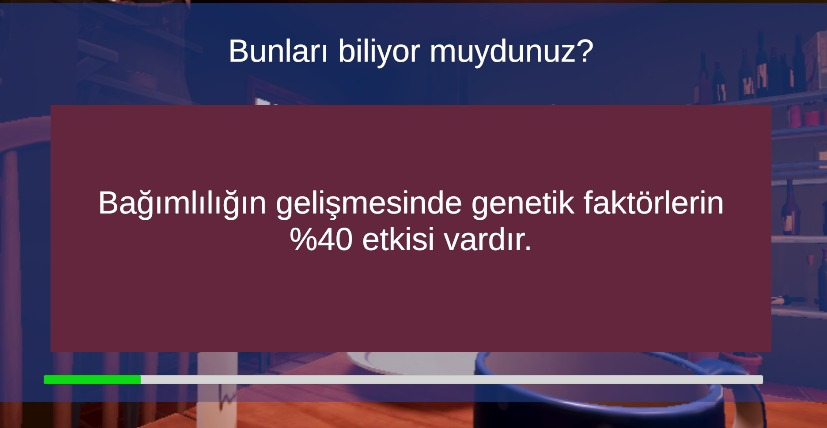 Bunları biliyor muydunuz?
Bağımlılığın gelişmesinde genetik faktörlerin
%40 etkisi vardır.